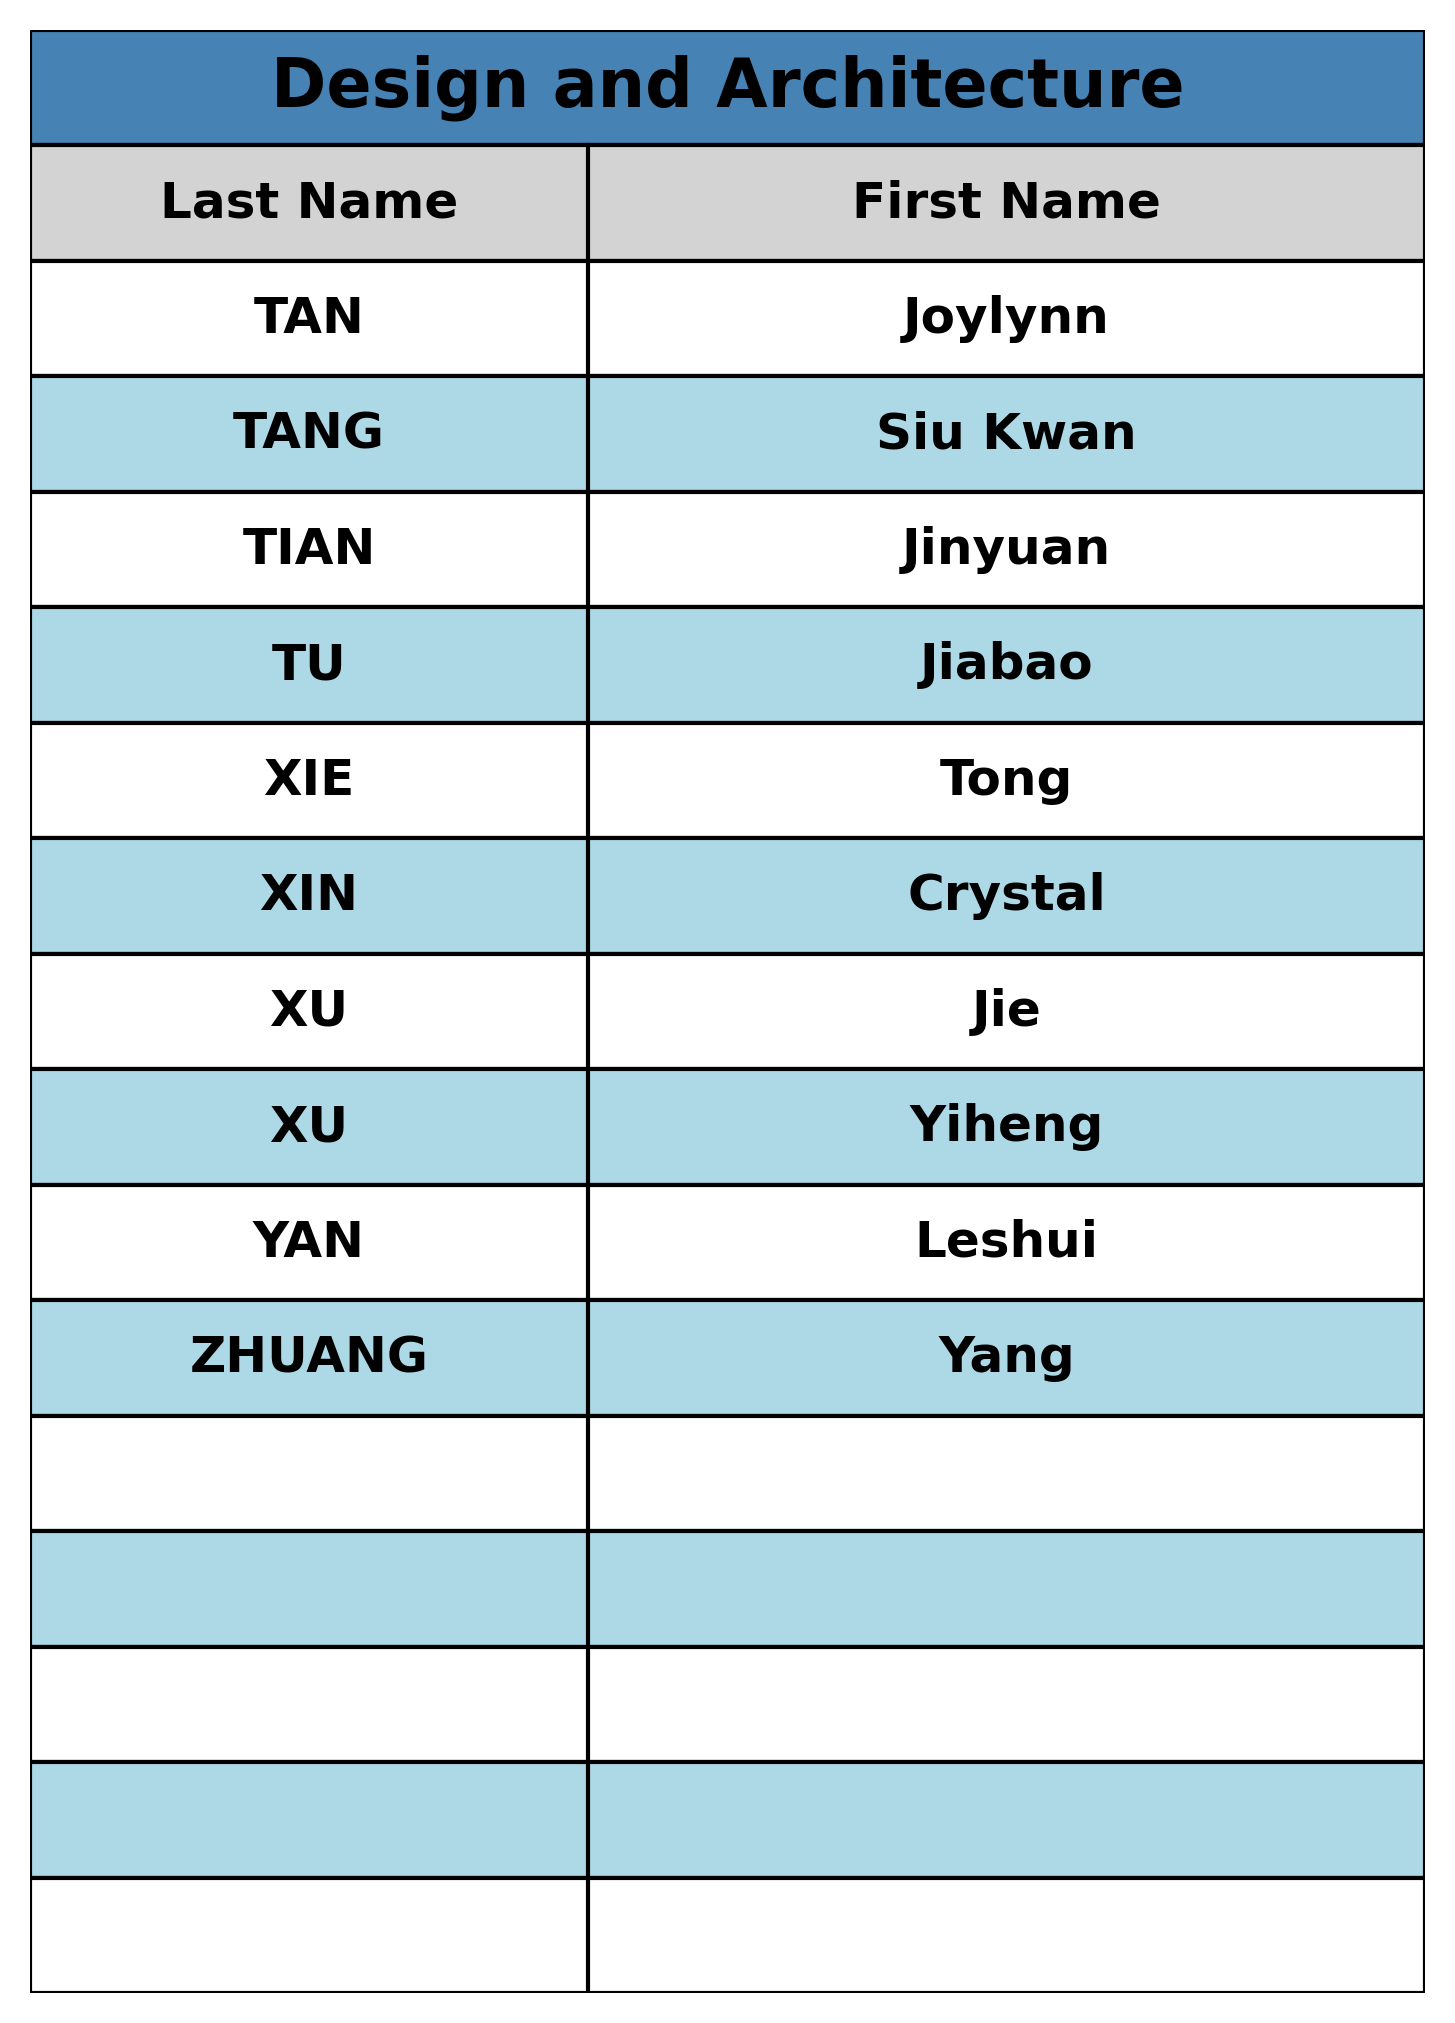 Design and Architecture
Last Name First Name
TAN Joylynn
TANG Siu Kwan
TIAN Jinyuan
TU Jiabao
XIE Tong
XIN Crystal
XU Jie
XU Yiheng
YAN Leshui
ZHUANG Yang